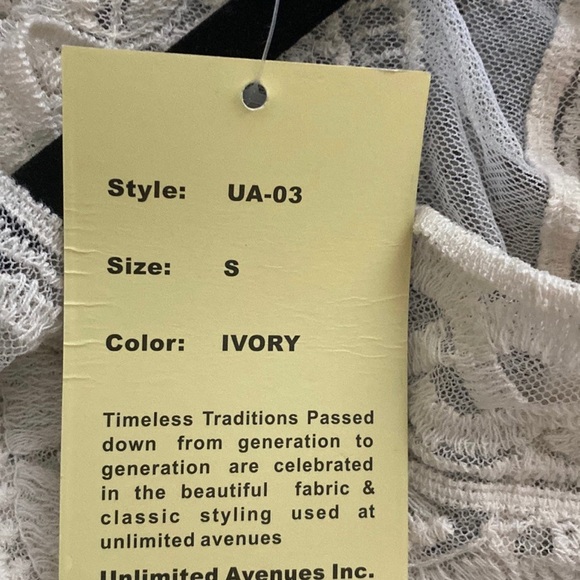 Style: UA-03
Size: S
Color: IVORY
Timeless Traditions Passed
down from generation to
generation are celebrated
in the beautiful fabric &
classic styling used at
unlimited avenues
Unlimited Avenues Inc.